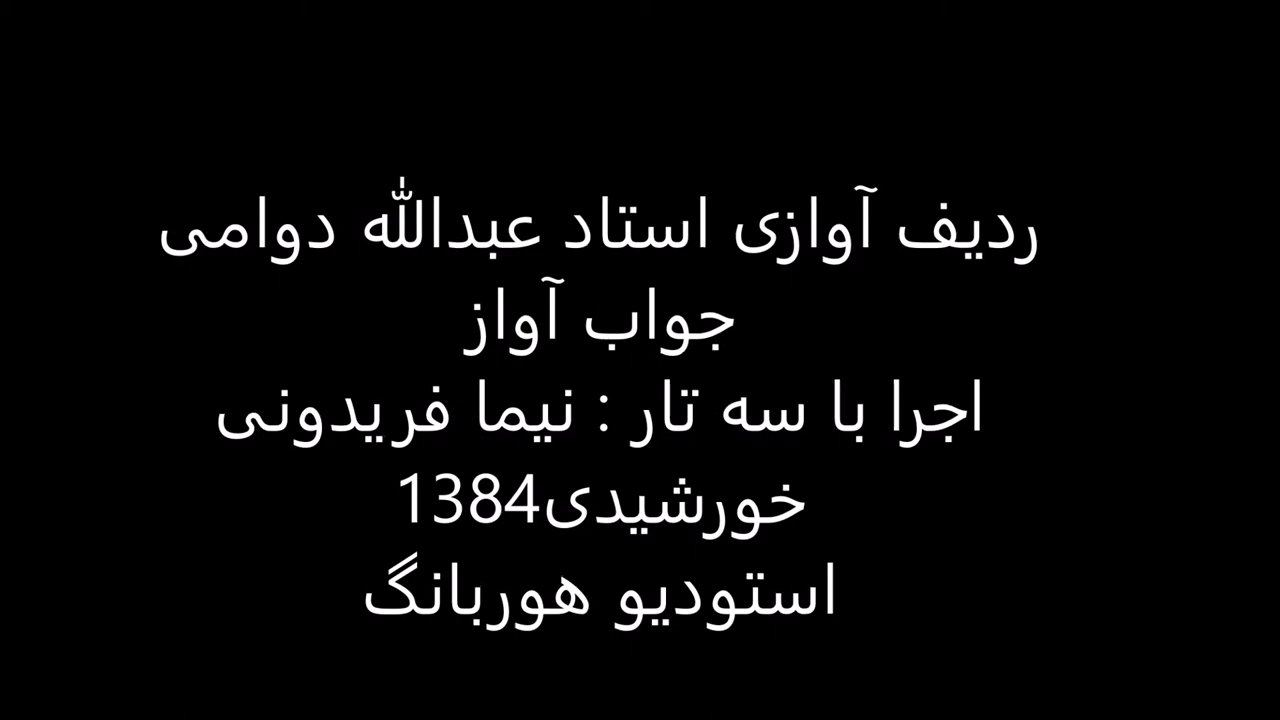 ردیف آوازی استاد عبدالله دوامی
جواب آواز
اجرا با سه تار : نیما فریدونی
خورشیدی1384
استودیو هوربانگ